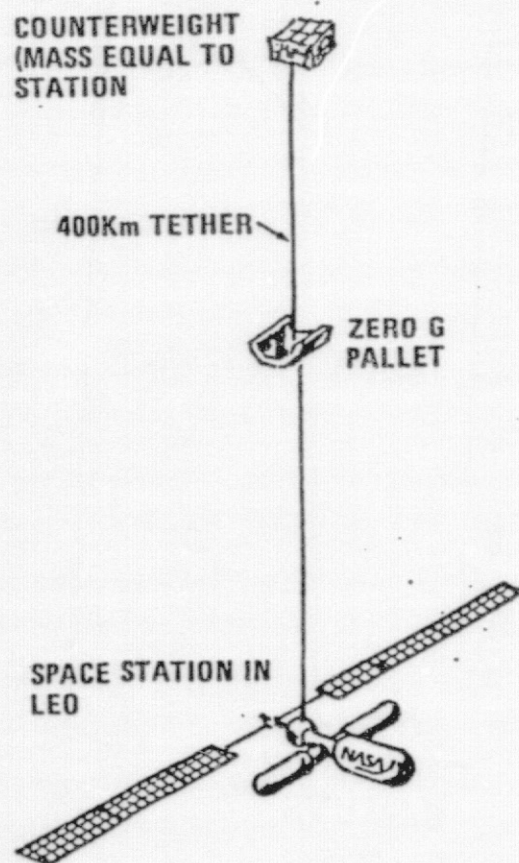 COUNTERWEIGHT
(MASS EQUAL TO
STATION
400Km TETHER
ZERO G
PALLET
SPACE STATION IN
LEO
NASA